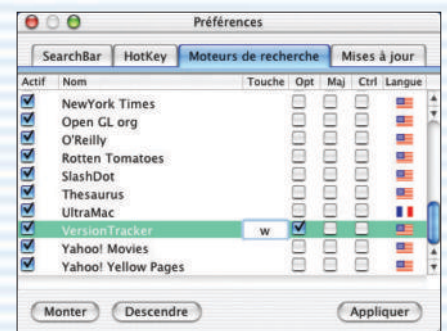 Préférences
SearchBar HotKey Moteurs de recherche Mises à jour
Actif Nom Touche Opt Maj Ctrl Langue
NewYork Times
Open GL org
O'Reilly
Rotten Tomatoes
SlashDot
Thesaurus
UltraMac
VersionTracker w
Yahoo! Movies
Yahoo! Yellow Pages
Monter Descendre Appliquer